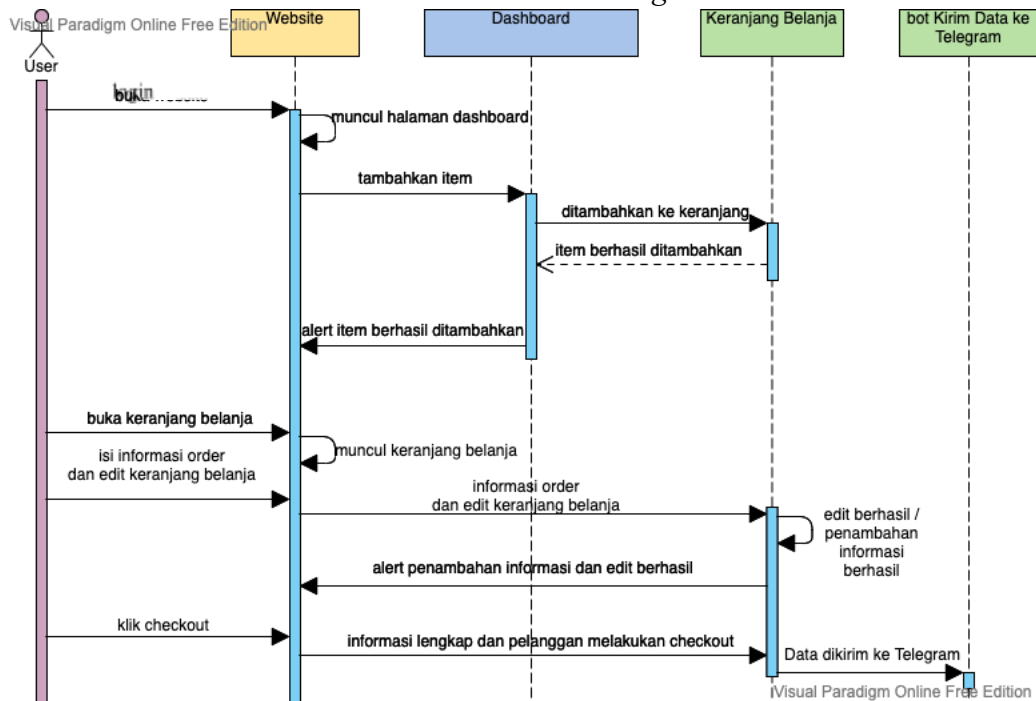 Visual Paradigm Online Free Edition
Website
Dashboard
Keranjang Belanja
bot Kirim Data ke
Telegram
User
login
muncul halaman dashboard
tambahkan item
ditambahkan ke keranjang
item berhasil ditambahkan
alert item berhasil ditambahkan
buka keranjang belanja
muncul keranjang belanja
isi informasi order
dan edit keranjang belanja
informasi order
dan edit keranjang belanja
edit berhasil /
penambahan
informasi
berhasil
alert penambahan informasi dan edit berhasil
klik checkout
informasi lengkap dan pelanggan melakukan checkout
Data dikirim ke Telegram
Visual Paradigm Online Free Edition